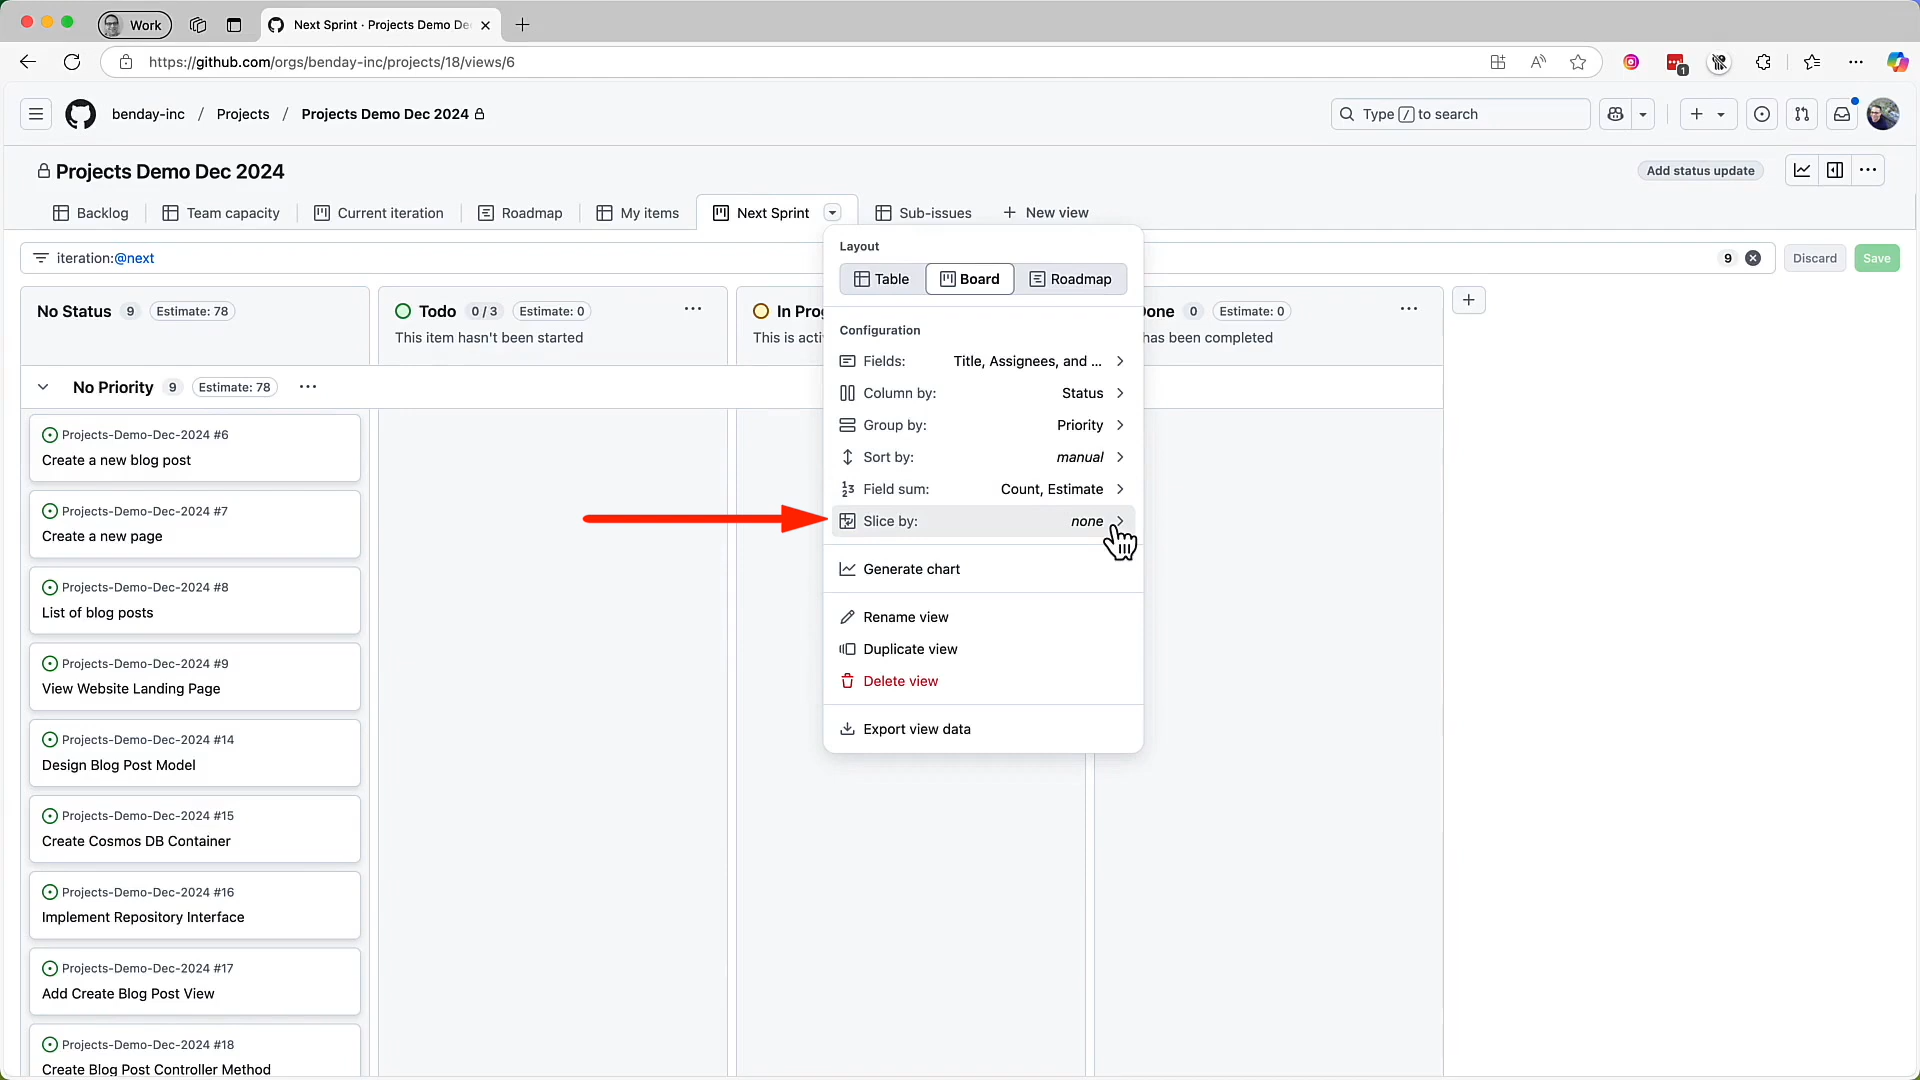 Work
Next Sprint · Projects Demo De
https://github.com/orgs/benday-inc/projects/18/views/6
1
benday-inc / Projects / Projects Demo Dec 2024
Type / to search
Projects Demo Dec 2024
Add status update
Backlog
Team capacity
Current iteration
Roadmap
My items
Next Sprint
Sub-issues
New view
iteration:@next
9
Discard
Save
No Status 9 Estimate: 78
Todo 0 / 3 Estimate: 0
This item hasn't been started
In Prog
This is acti
Done 0 Estimate: 0
has been completed
No Priority 9 Estimate: 78
Projects-Demo-Dec-2024 #6
Create a new blog post
Projects-Demo-Dec-2024 #7
Create a new page
Projects-Demo-Dec-2024 #8
List of blog posts
Projects-Demo-Dec-2024 #9
View Website Landing Page
Projects-Demo-Dec-2024 #14
Design Blog Post Model
Projects-Demo-Dec-2024 #15
Create Cosmos DB Container
Projects-Demo-Dec-2024 #16
Implement Repository Interface
Projects-Demo-Dec-2024 #17
Add Create Blog Post View
Projects-Demo-Dec-2024 #18
Create Blog Post Controller Method
Layout
Table
Board
Roadmap
Configuration
Fields: Title, Assignees, and ...
Column by: Status
Group by: Priority
Sort by: manual
Field sum: Count, Estimate
Slice by: none
Generate chart
Rename view
Duplicate view
Delete view
Export view data